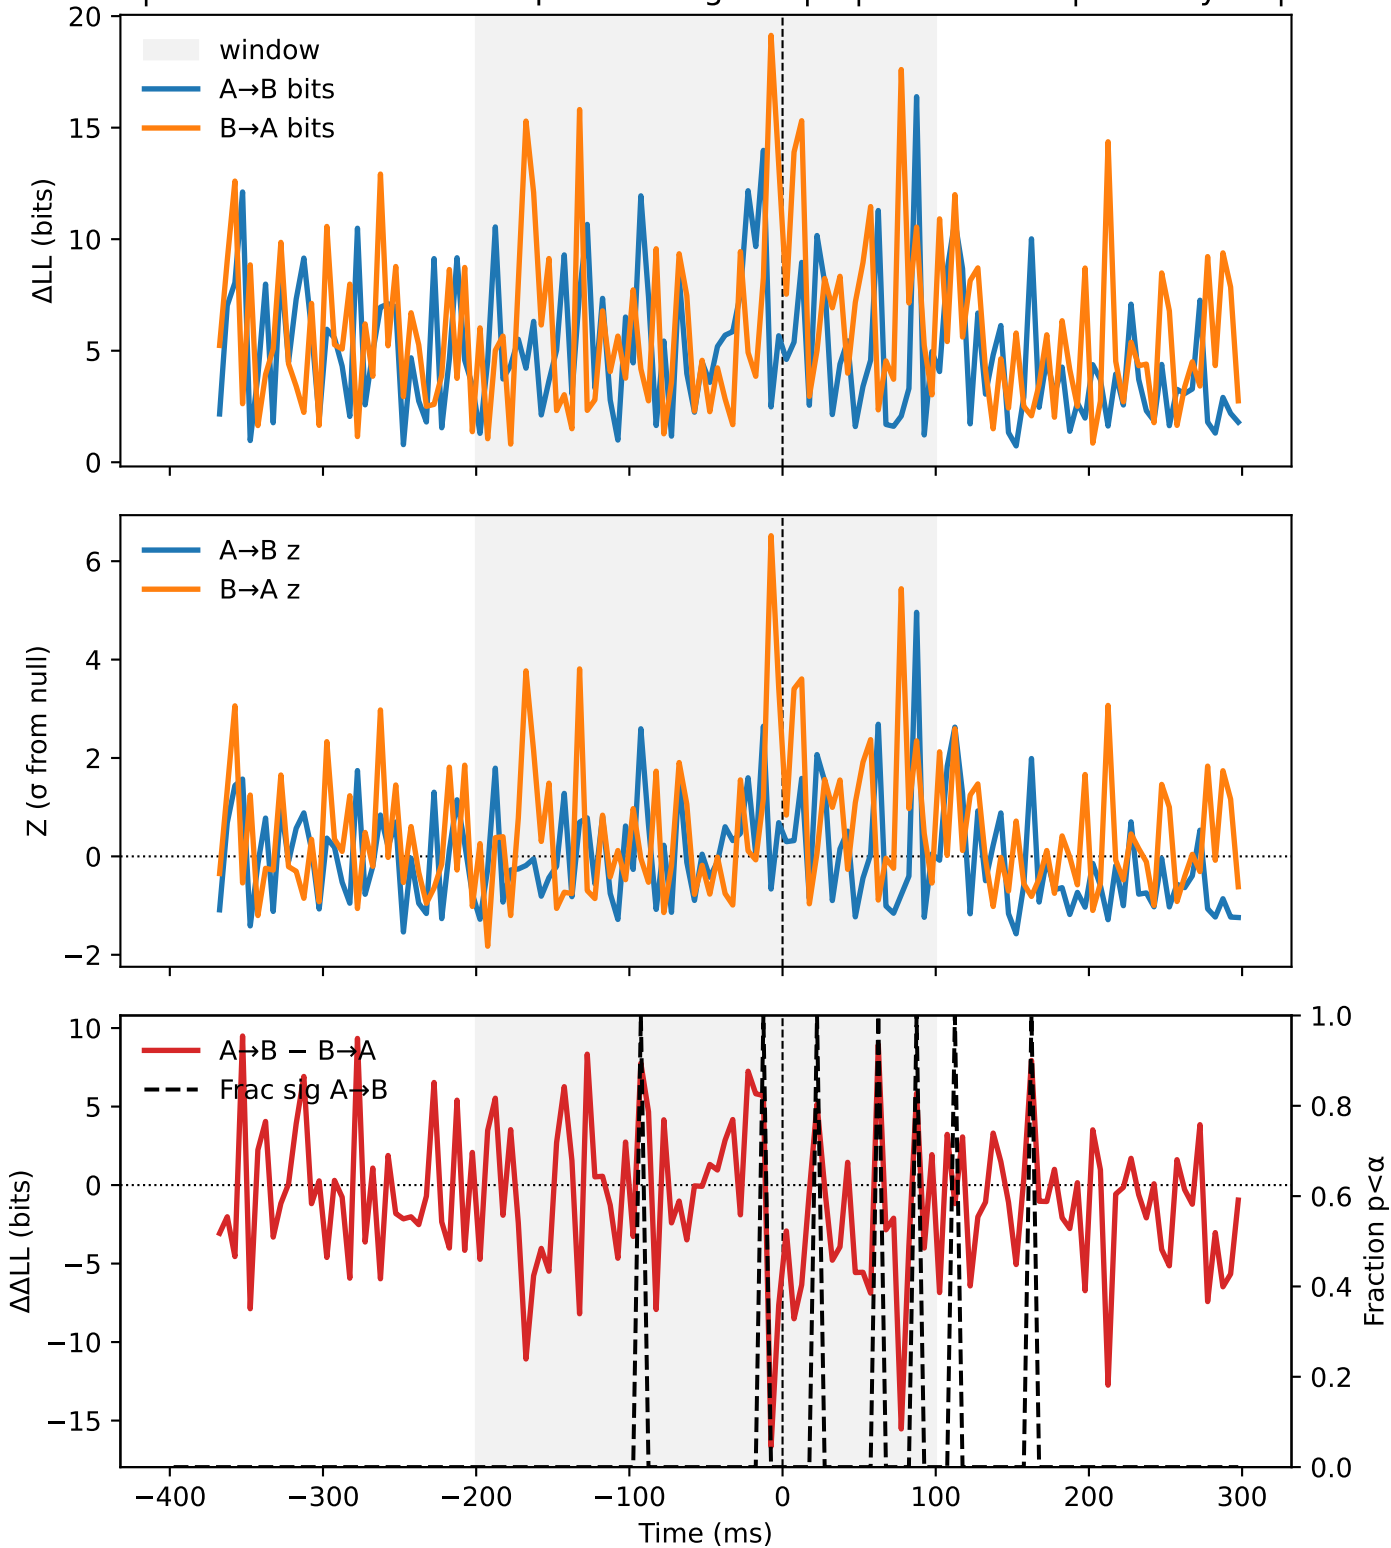 20
15
10
5
0
ΔLL (bits)
window
A→B bits
B→A bits
6
4
2
0
−2
Z (σ from null)
A→B z
B→A z
10
5
0
−5
−10
−15
ΔΔLL (bits)
A→B − B→A
Frac sig A→B
1.0
0.8
0.6
0.4
0.2
0.0
Fraction p<α
−400 −300 −200 −100 0 100 200 300
Time (ms)